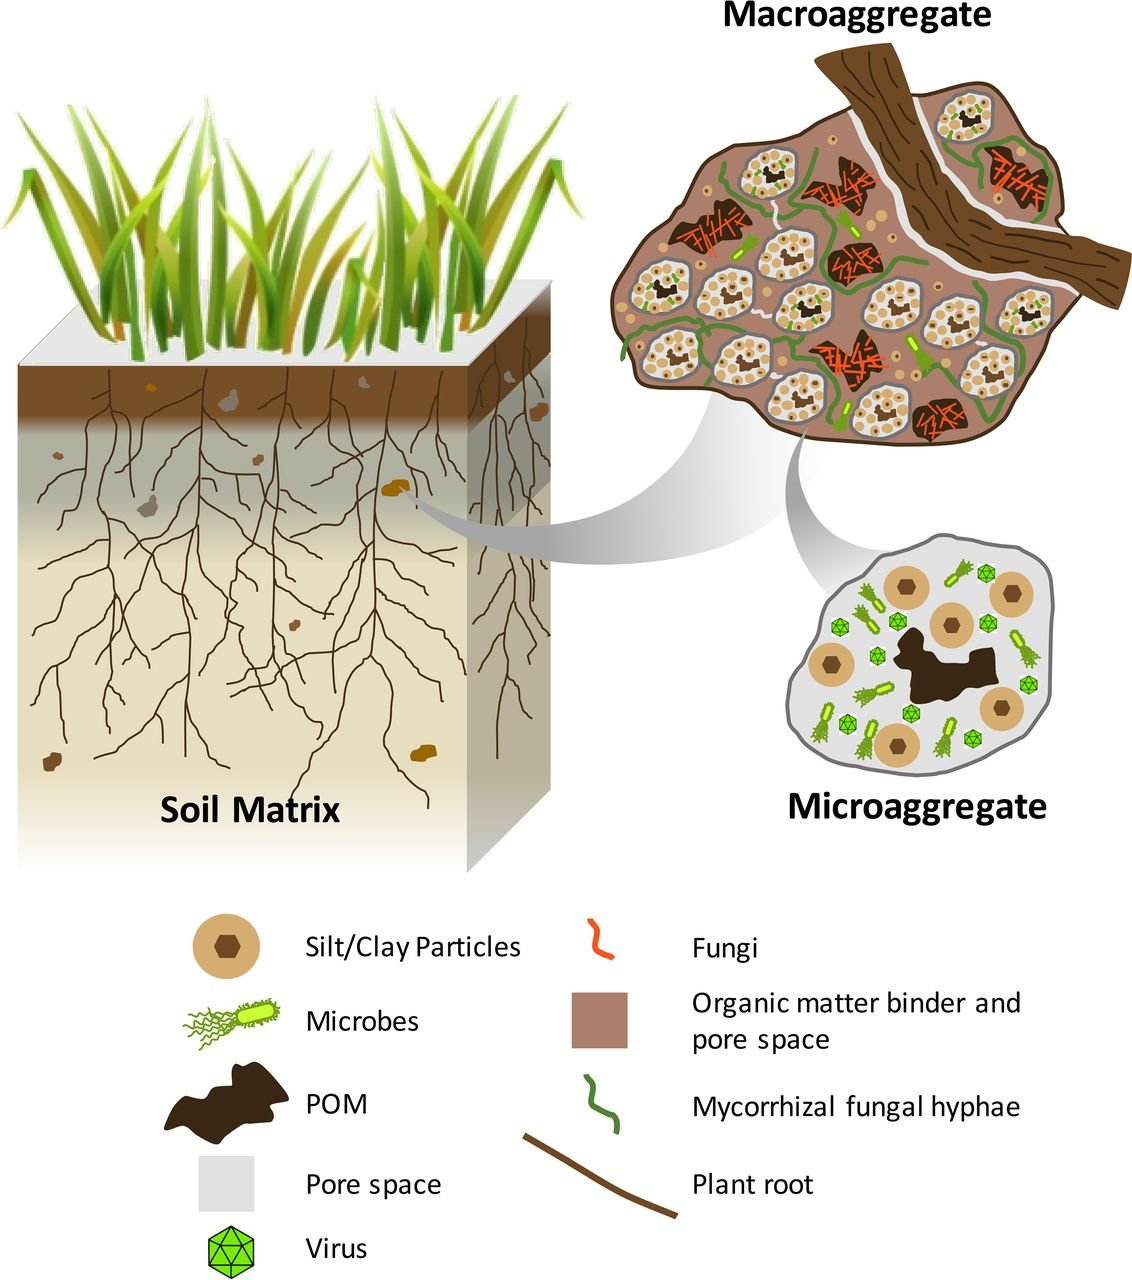 Macroaggregate
Microaggregate
Soil Matrix
Silt/Clay Particles
Microbes
POM
Pore space
Virus
Fungi
Organic matter binder and
pore space
Mycorrhizal fungal hyphae
Plant root